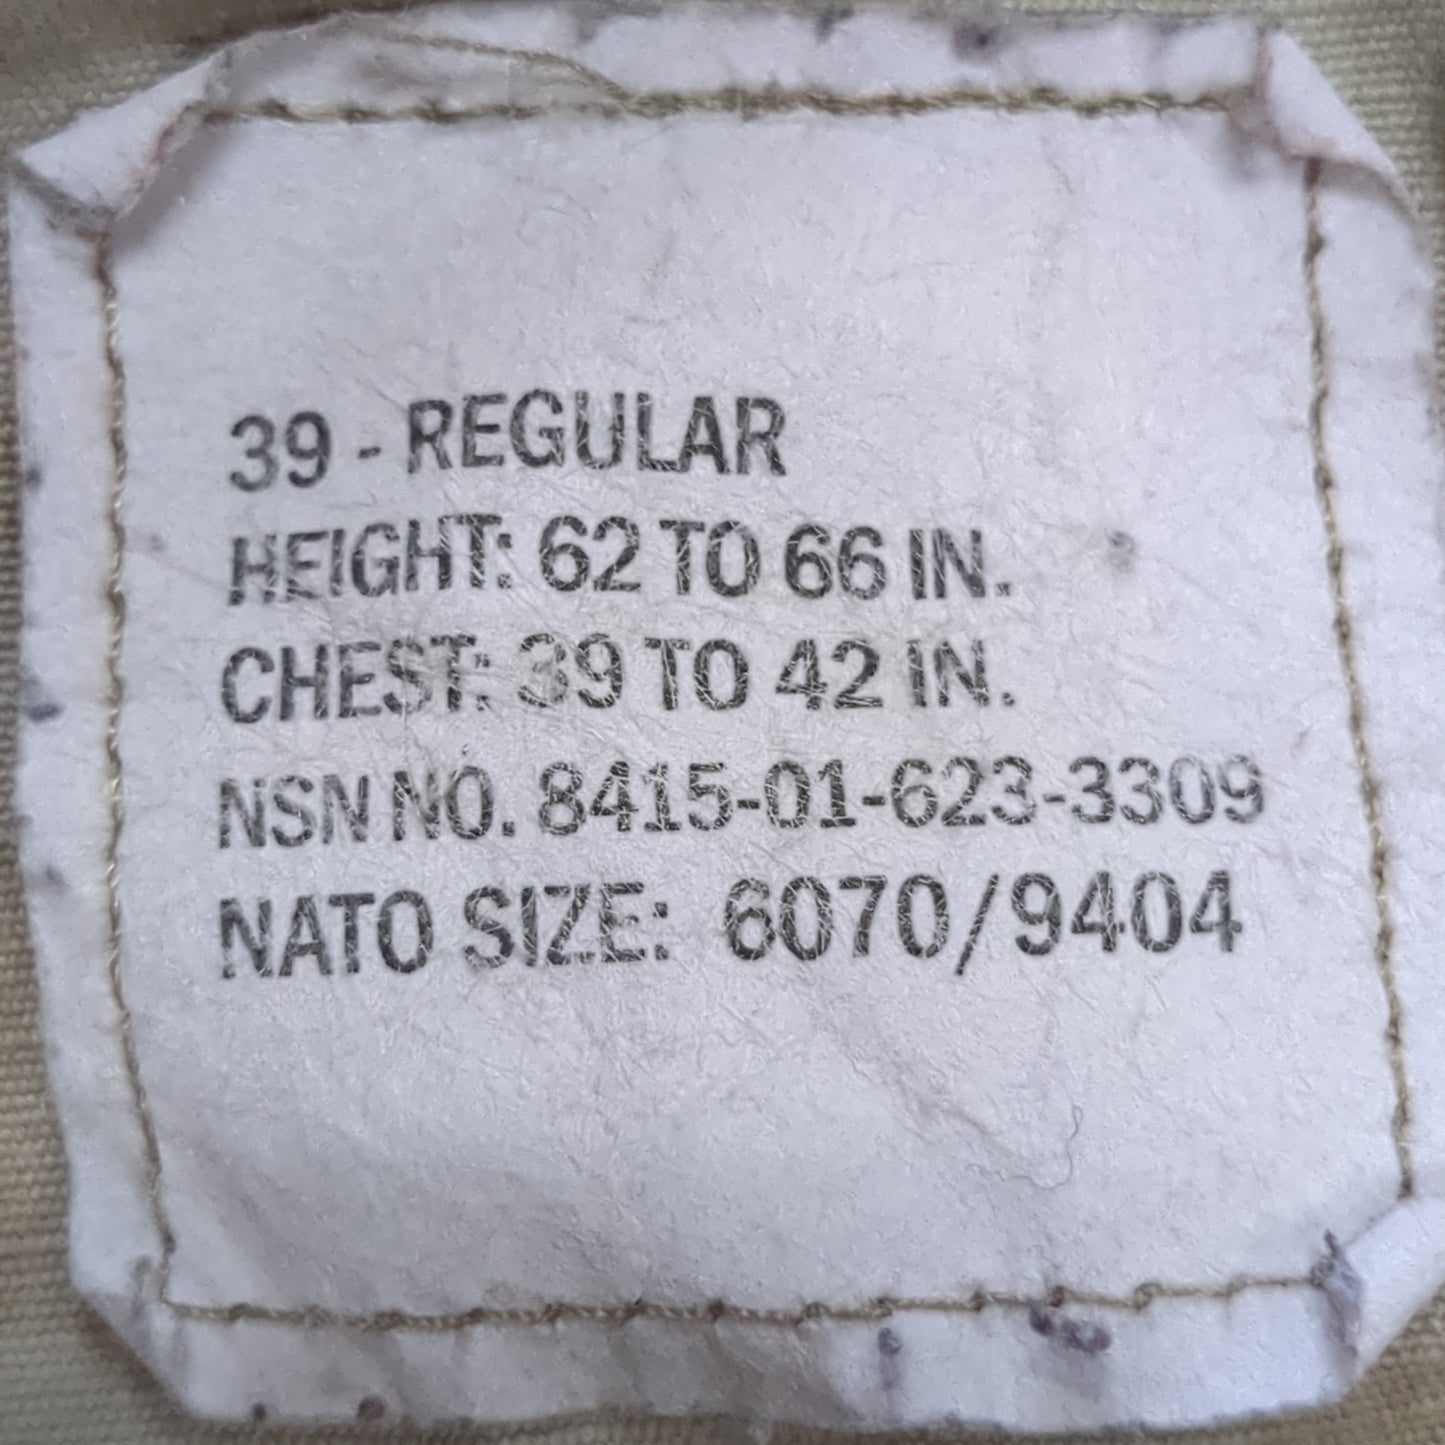 39 - REGULAR
HEIGHT: 62 TO 66 IN.
CHEST: 39 TO 42 IN.
NSN NO. 8415-01-623-3309
NATO SIZE: 6070/9404